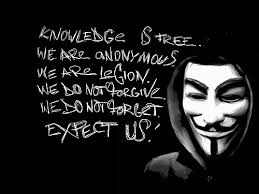 KNOWLEDGE IS FREE.
WE ARE ANONYMOUS
WE ARE LEGION!
WE DO NOT FORGIVE
WE DO NOT FORGET
EXPECT US!